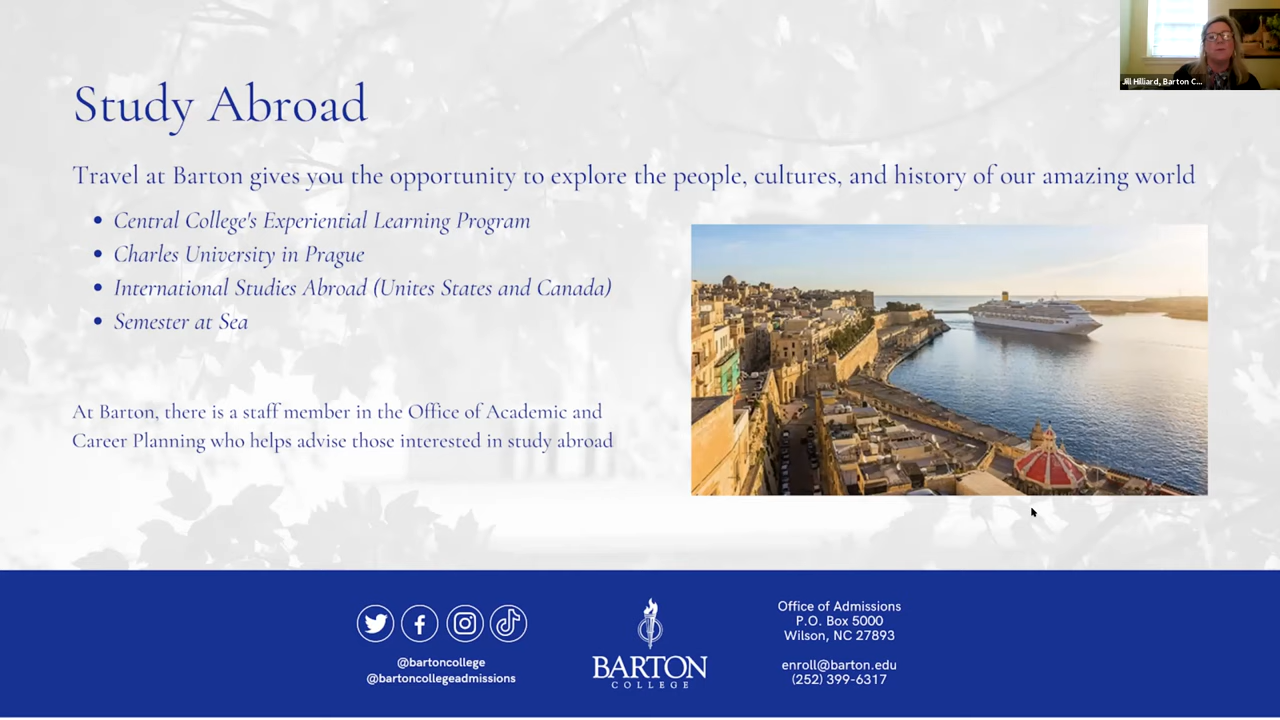 Jill Hilliard, Barton C...
Study Abroad
Travel at Barton gives you the opportunity to explore the people, cultures, and history of our amazing world
• Central College's Experiential Learning Program
• Charles University in Prague
• International Studies Abroad (Unites States and Canada)
• Semester at Sea
At Barton, there is a staff member in the Office of Academic and
Career Planning who helps advise those interested in study abroad
@bartoncollege
@bartoncollegeadmissions
BARTON
COLLEGE
Office of Admissions
P.O. Box 5000
Wilson, NC 27893
enroll@barton.edu
(252) 399-6317